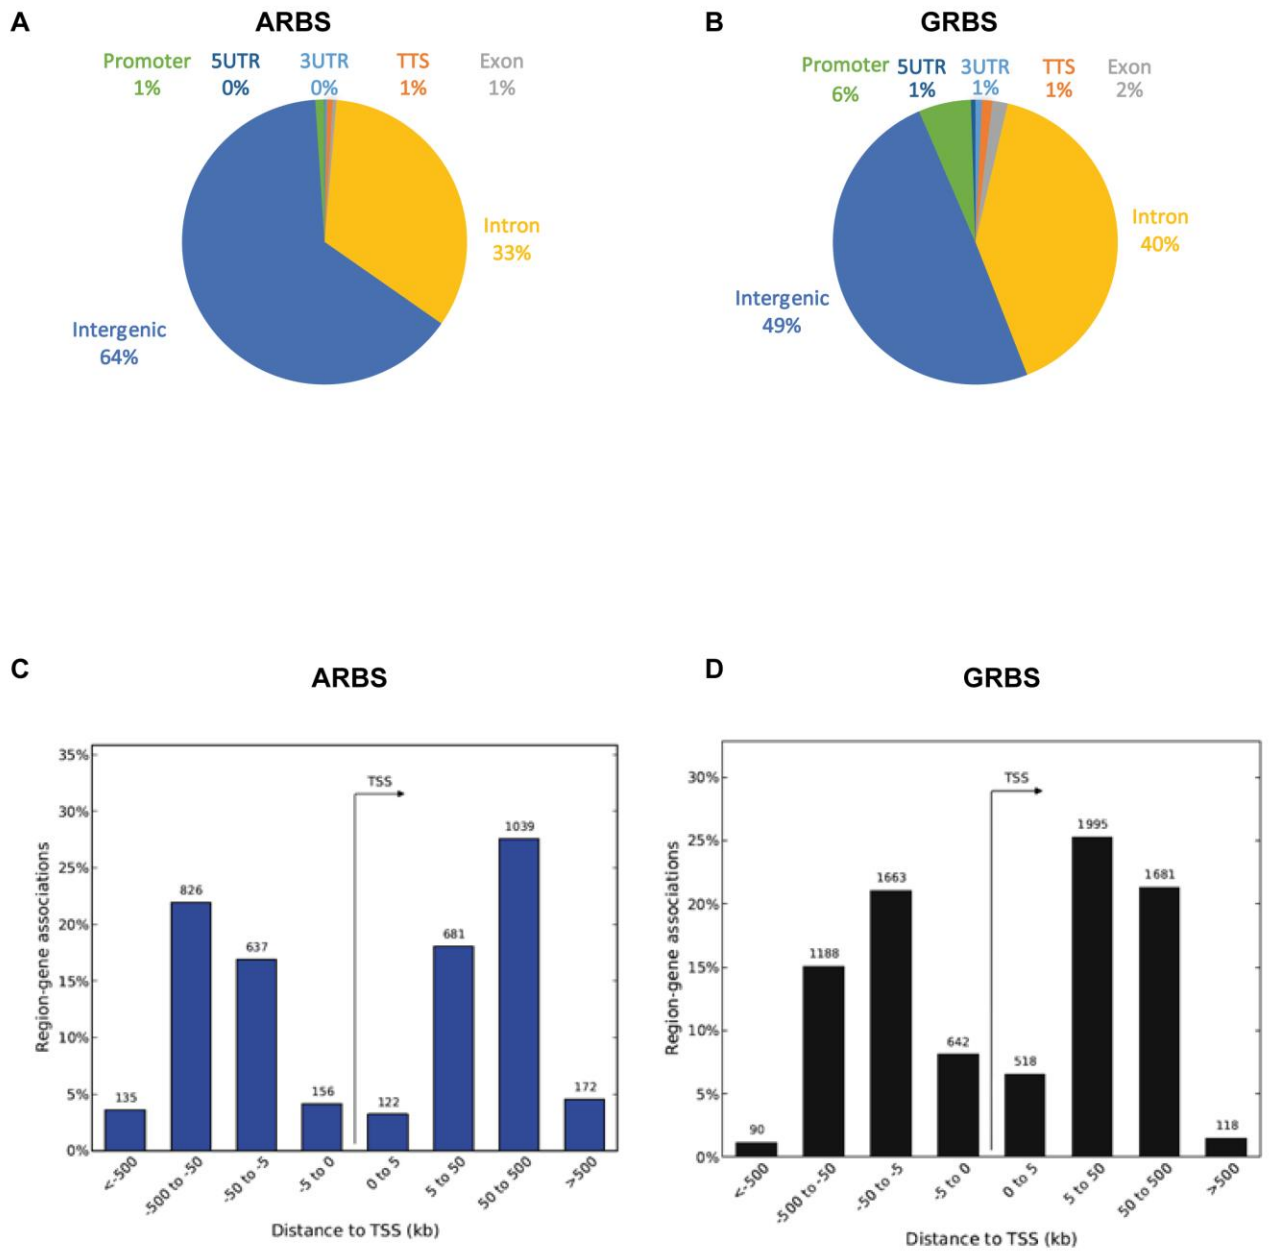 A
ARBS
Promoter 5UTR 3UTR TTS Exon
1% 0% 0% 1% 1%
Intron
33%
Intergenic
64%
B
GRBS
Promoter 5UTR 3UTR TTS Exon
6% 1% 1% 1% 2%
Intron
40%
Intergenic
49%
C
ARBS
Region-gene associations
35%
30%
25%
20%
15%
10%
5%
0%
TSS
135
826
637
156
122
681
1039
172
<-500
-500 to -50
-50 to -5
-5 to 0
0 to 5
5 to 50
50 to 500
>500
Distance to TSS (kb)
D
GRBS
Region-gene associations
30%
25%
20%
15%
10%
5%
0%
TSS
90
1188
1663
642
518
1995
1681
118
<-500
-500 to -50
-50 to -5
-5 to 0
0 to 5
5 to 50
50 to 500
>500
Distance to TSS (kb)